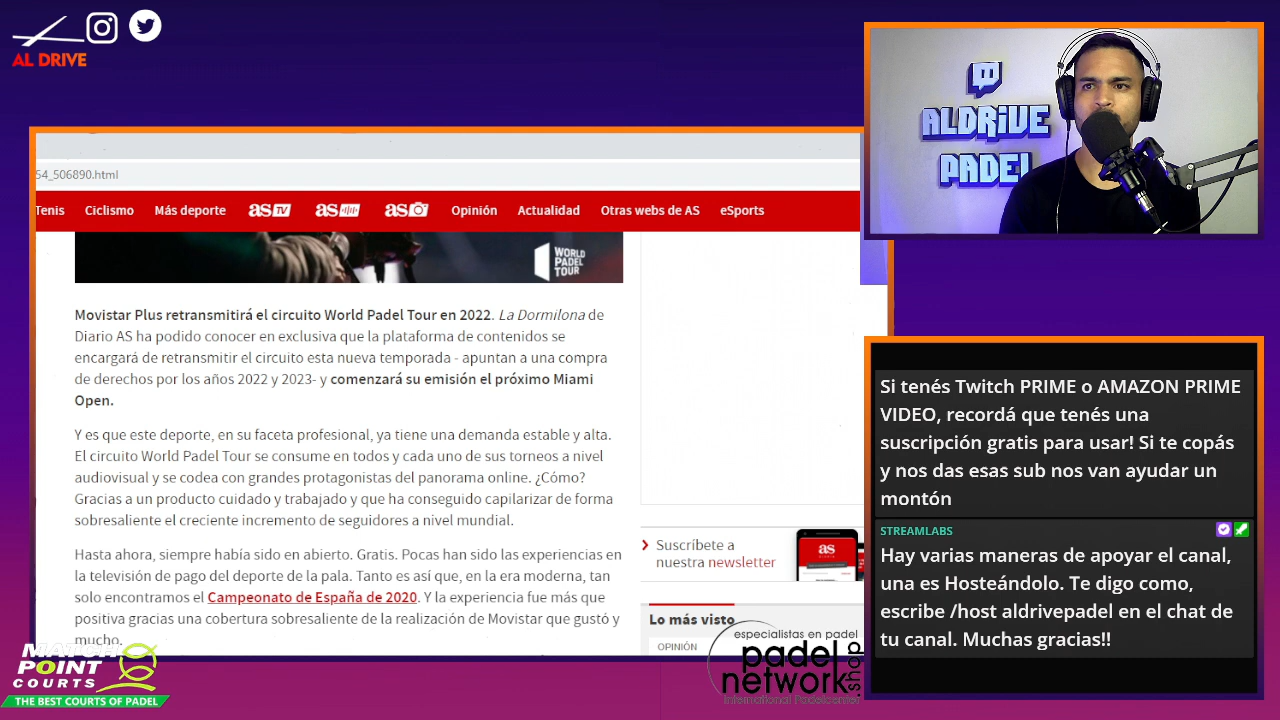 AL DRIVE
54_506890.html
Tenis Ciclismo Más deporte as TV as as Opinión Actualidad Otras webs de AS eSports
WORLD
PADEL
TOUR
Movistar Plus retransmitirá el circuito World Padel Tour en 2022. La Dormilona de
Diario AS ha podido conocer en exclusiva que la plataforma de contenidos se
encargará de retransmitir el circuito esta nueva temporada - apuntan a una compra
de derechos por los años 2022 y 2023- y comenzará su emisión el próximo Miami
Open.
Y es que este deporte, en su faceta profesional, ya tiene una demanda estable y alta.
El circuito World Padel Tour se consume en todos y cada uno de sus torneos a nivel
audiovisual y se codea con grandes protagonistas del panorama online. ¿Cómo?
Gracias a un producto cuidado y trabajado y que ha conseguido capilarizar de forma
sobresaliente el creciente incremento de seguidores a nivel mundial.
Hasta ahora, siempre había sido en abierto. Gratis. Pocas han sido las experiencias en
la televisión de pago del deporte de la pala. Tanto es así que, en la era moderna, tan
solo encontramos el Campeonato de España de 2020. Y la experiencia fue más que
positiva gracias una cobertura sobresaliente de la realización de Movistar que gustó y
mucho.
Suscríbete a
nuestra newsletter
as
Lo más visto
OPINIÓN
MATCH
POINT
COURTS
THE BEST COURTS OF PADEL
especialistas en padel
padel
network
.shop
International Padelcenter
ALDRIVE
PADEL
Si tenés Twitch PRIME o AMAZON PRIME
VIDEO, recordá que tenés una
suscripción gratis para usar! Si te copás
y nos das esas sub nos van ayudar un
montón
STREAMLABS
Hay varias maneras de apoyar el canal,
una es Hosteándolo. Te digo como,
escribe /host aldrivepadel en el chat de
tu canal. Muchas gracias!!